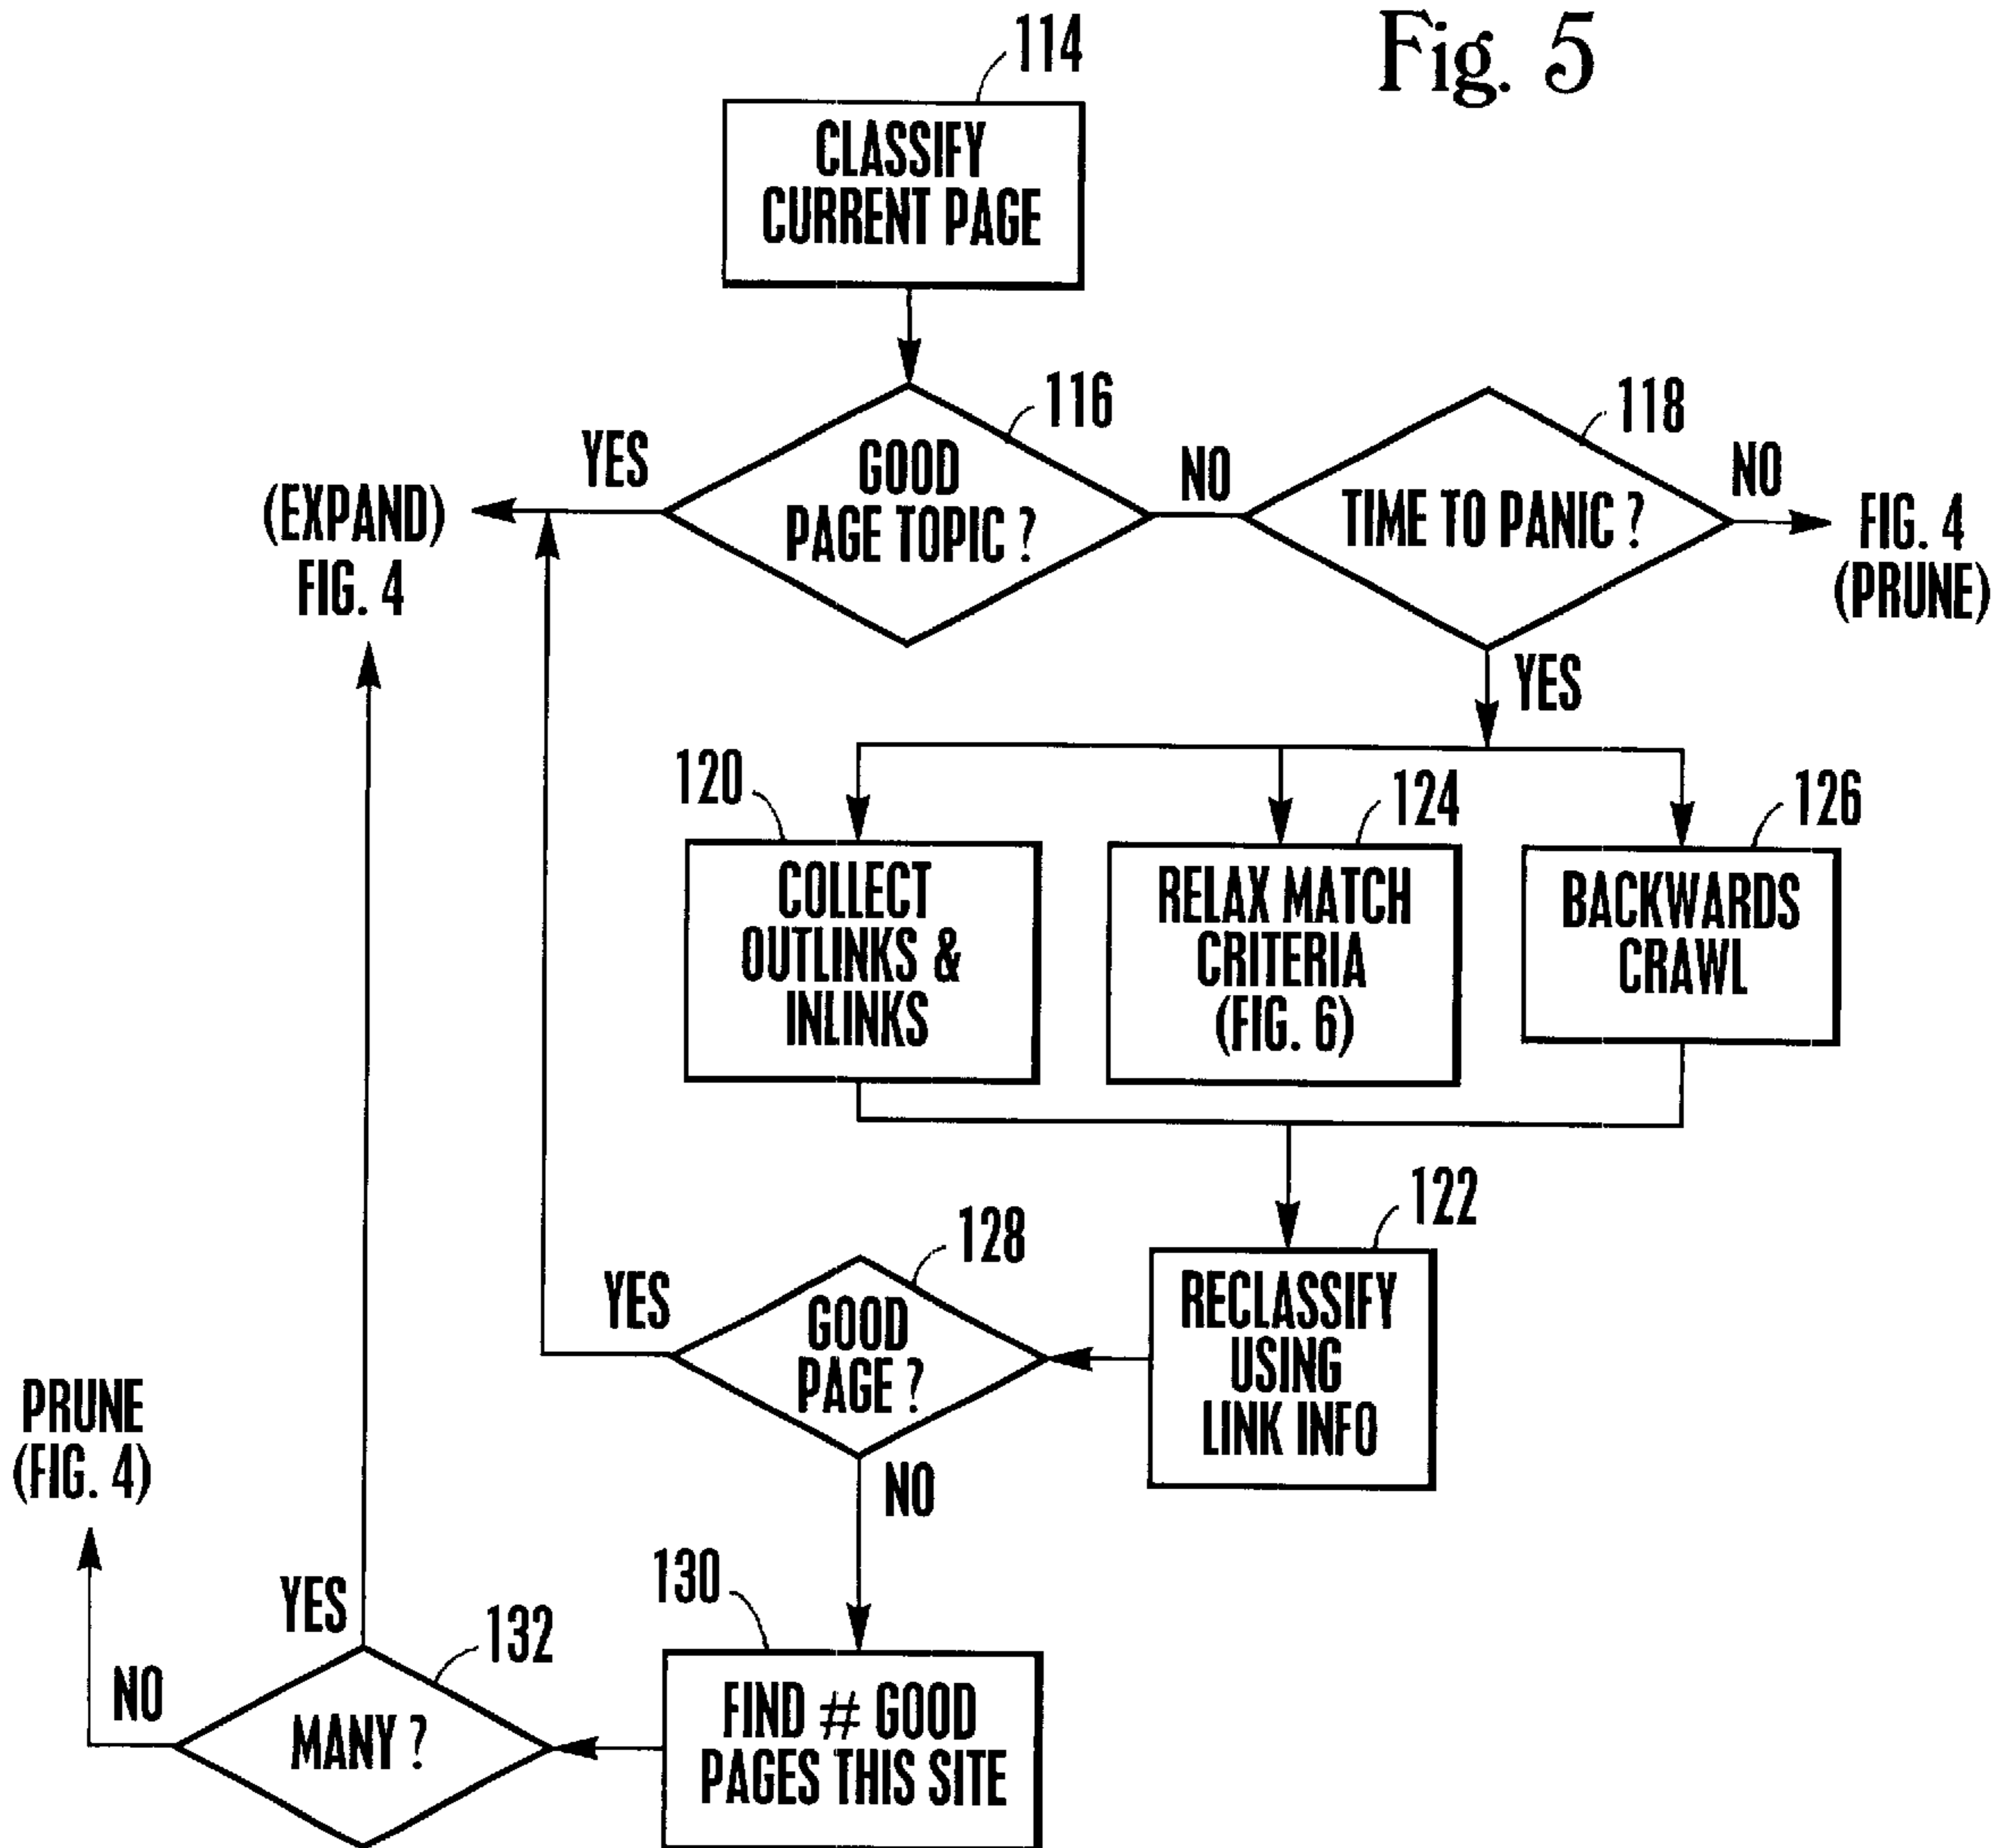 Fig. 5
114
CLASSIFY
CURRENT PAGE
116
118
YES
GOOD
PAGE TOPIC ?
NO
TIME TO PANIC ?
NO
(EXPAND)
FIG. 4
FIG. 4
(PRUNE)
YES
120
124
126
COLLECT
OUTLINKS &
INLINKS
RELAX MATCH
CRITERIA
(FIG. 6)
BACKWARDS
CRAWL
122
128
YES
GOOD
PAGE ?
RECLASSIFY
USING
LINK INFO
PRUNE
(FIG. 4)
NO
130
YES
132
NO
MANY ?
FIND # GOOD
PAGES THIS SITE